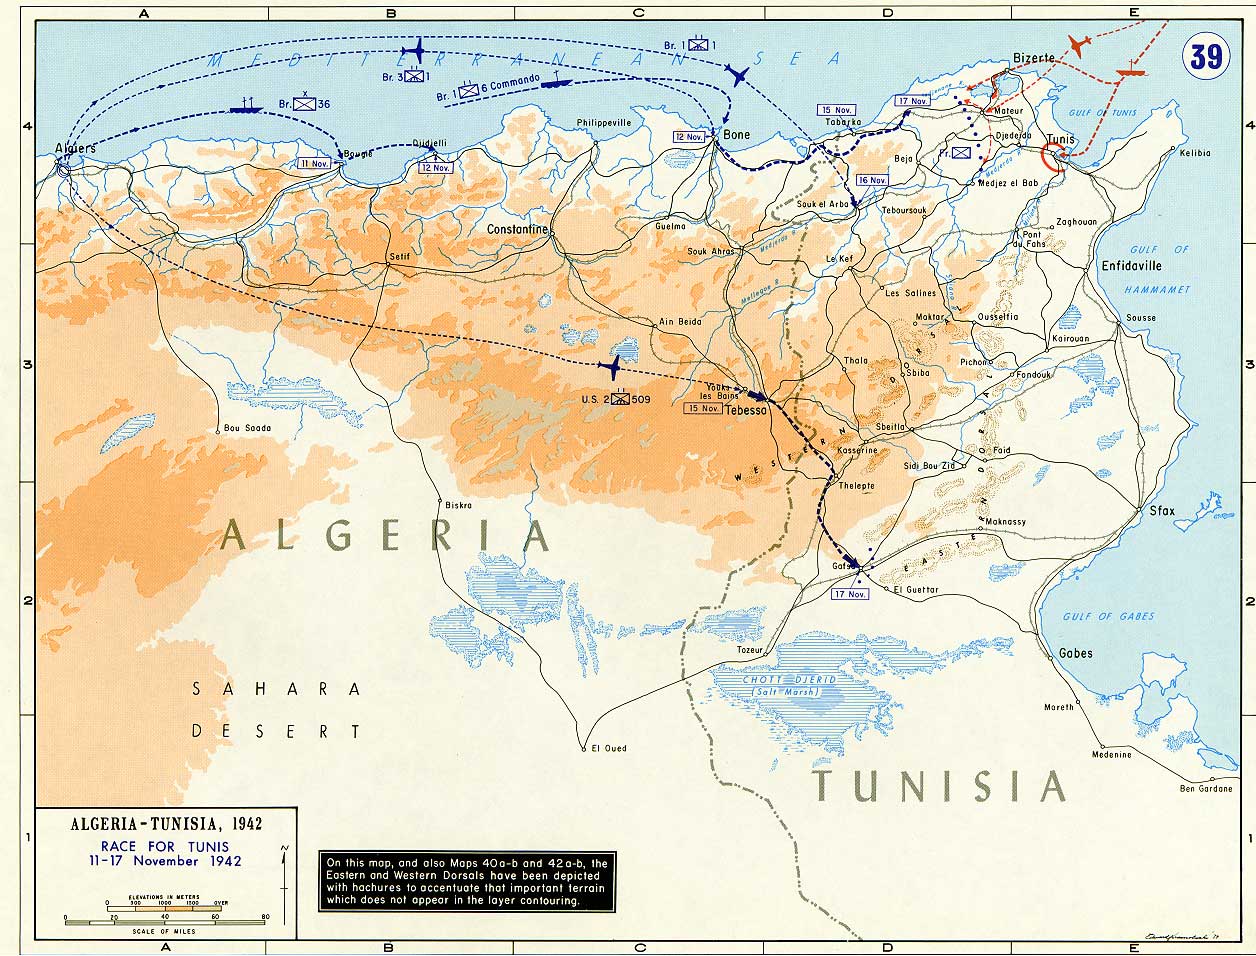 A
B
C
D
E
39
MEDITERRANEAN SEA
Br. 1 1
Br. 3 1
Br. 1 6 Commando
Br. 36
Bizerte
GULF OF TUNIS
15 Nov.
17 Nov.
Mateur
4
4
Algiers
Philippeville
12 Nov.
Bone
Tabarka
Djedeida
Tunis
Bougie
Djidjelli
11 Nov.
12 Nov.
Beja
Fr.
Medjerda
Kelibia
16 Nov.
Medjez el Bab
Souk el Arba
Teboursouk
Constantine
Guelma
Zaghouan
Pont
du Fahs
Souk Ahras
Medjerda
GULF OF
HAMMAMET
Setif
Le Kef
Enfidaville
Mellegue R
Les Salines
Ain Beida
Maktar
Ousseltia
Sousse
Kairouan
3
3
Thala
Pichon
Sbiba
Fondouk
Youks
les Bains
U.S. 2 509
15 Nov.
Tebessa
Bou Saada
Sbeitla
WESTERN DORSAL
Kasserine
Faid
Sidi Bou Zid
Thelepte
EASTERN DORSAL
Biskra
Sfax
Maknassy
ALGERIA
Gafsa
17 Nov.
El Guettar
2
2
GULF OF GABES
Tozeur
Gabes
CHOTT DJERID
(Salt Marsh)
SAHARA
DESERT
Mareth
El Oued
Medenine
TUNISIA
Ben Gardane
1
1
ALGERIA-TUNISIA, 1942
RACE FOR TUNIS
11-17 November 1942
N
ELEVATIONS IN METERS
0 300 1000 1500 OVER
0 20 40 60 80
SCALE OF MILES
On this map, and also Maps 40a-b and 42a-b, the
Eastern and Western Dorsals have been depicted
with hachures to accentuate that important terrain
which does not appear in the layer contouring.
A
B
C
D
E